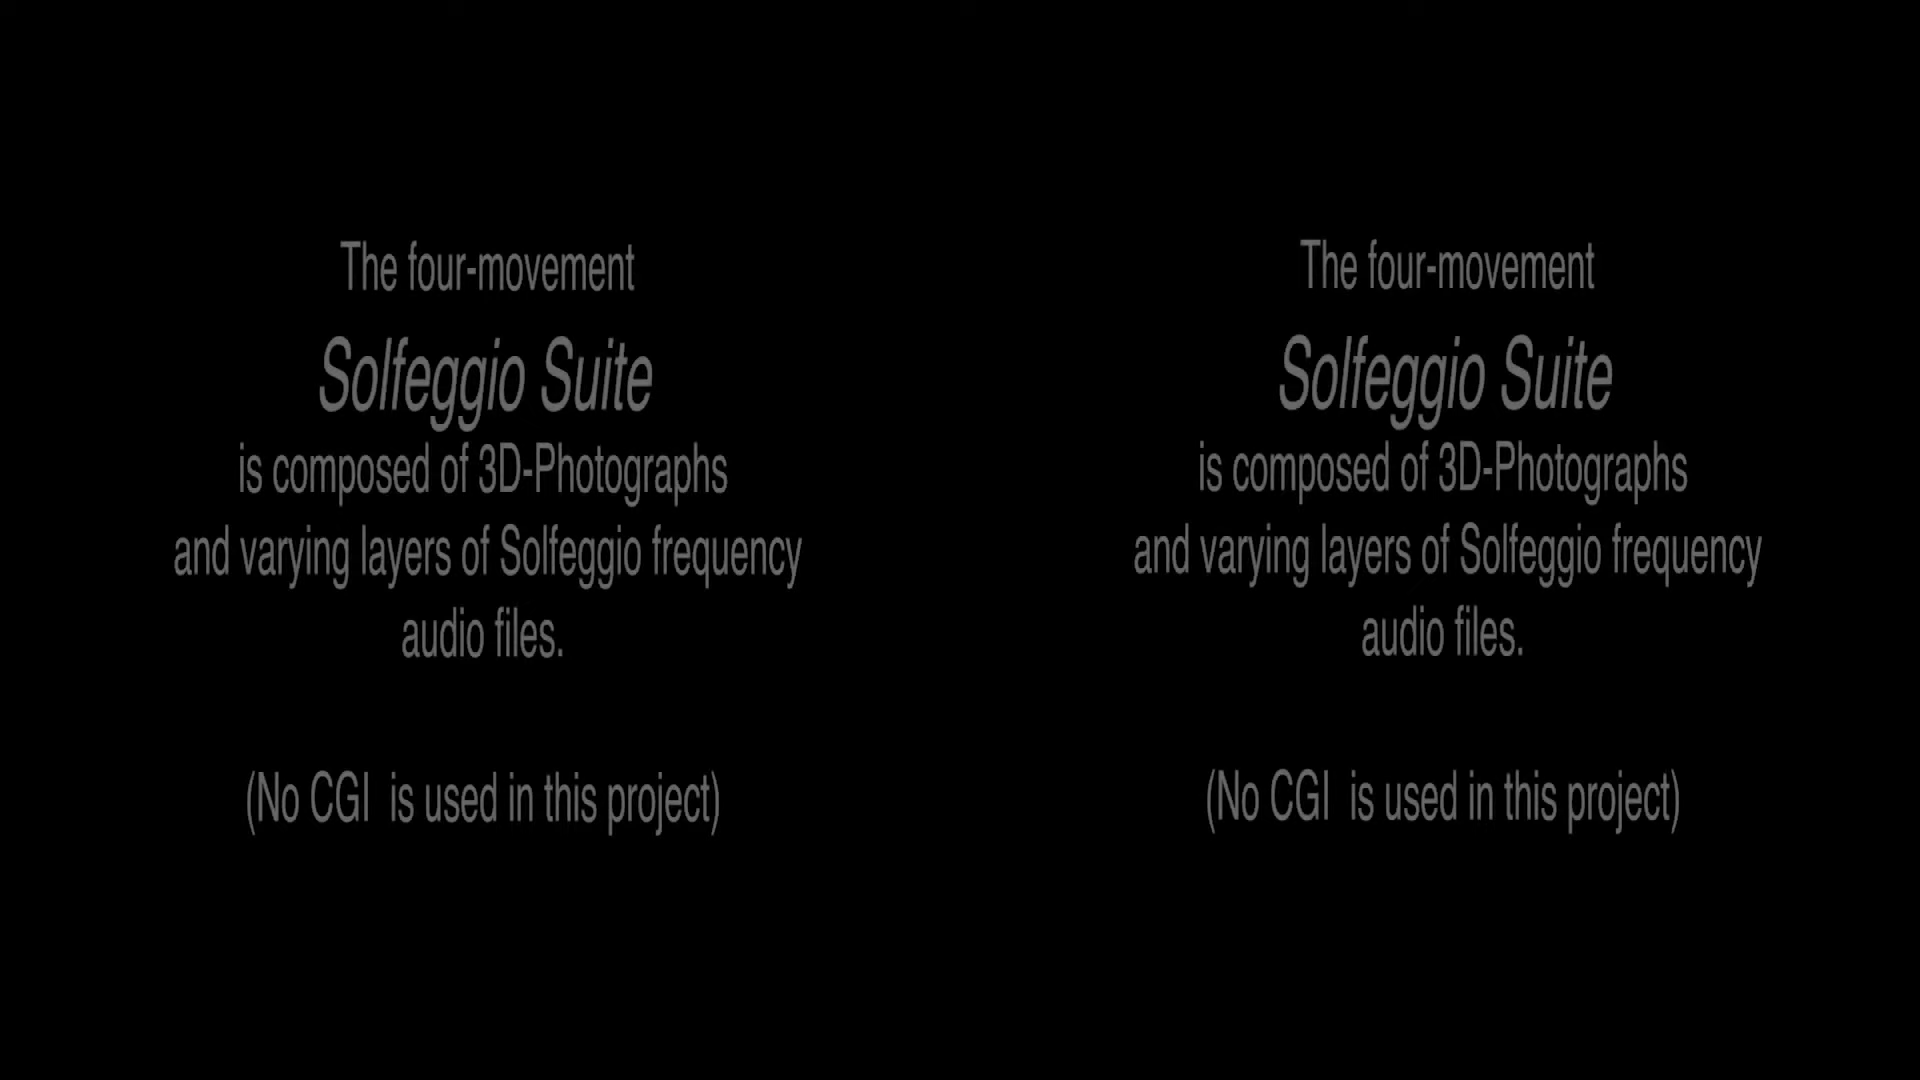 The four-movement
Solfeggio Suite
is composed of 3D-Photographs
and varying layers of Solfeggio frequency
audio files.
(No CGI  is used in this project)
The four-movement
Solfeggio Suite
is composed of 3D-Photographs
and varying layers of Solfeggio frequency
audio files.
(No CGI  is used in this project)